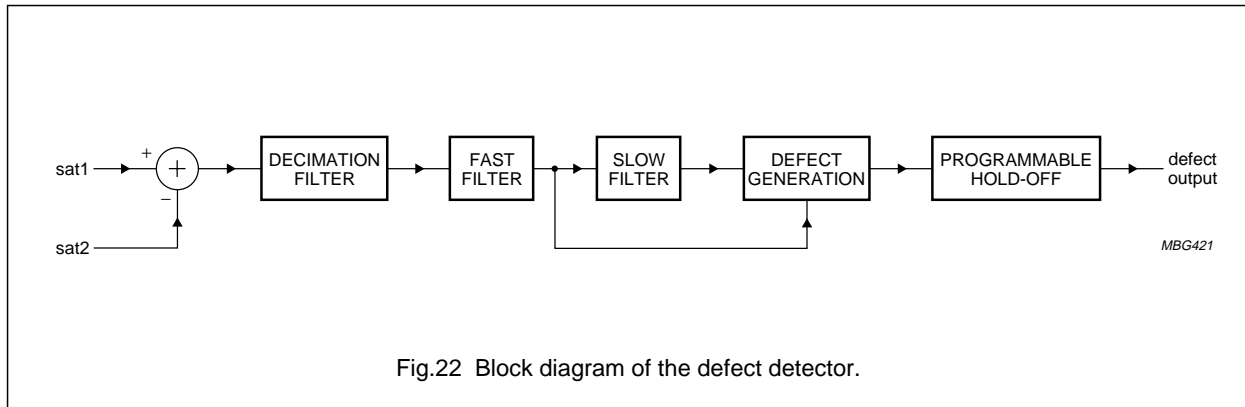 sat1
+
+
−
sat2
DECIMATION
FILTER
FAST
FILTER
SLOW
FILTER
DEFECT
GENERATION
PROGRAMMABLE
HOLD-OFF
defect
output
MBG421
Fig.22 Block diagram of the defect detector.